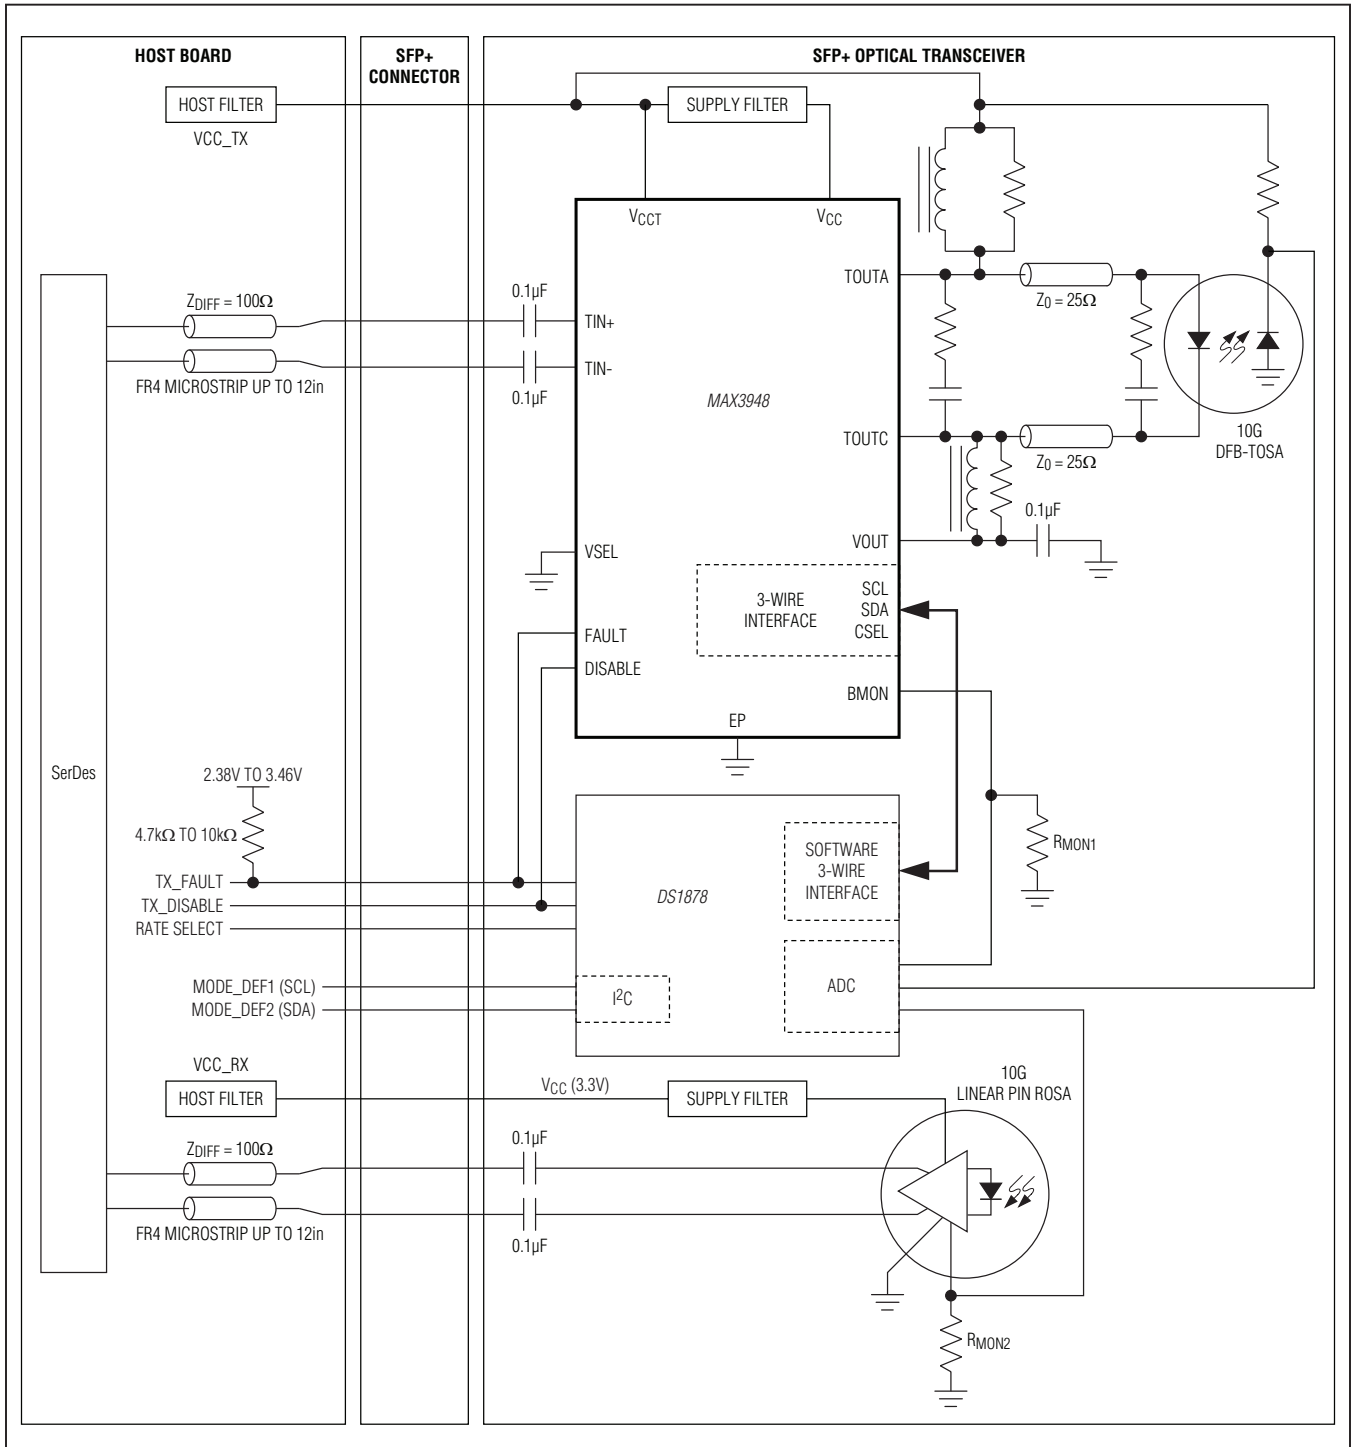 HOST BOARD
SFP+
CONNECTOR
SFP+ OPTICAL TRANSCEIVER
HOST FILTER
SUPPLY FILTER
VCC_TX
VCCT
VCC
TOUTA
ZDIFF = 100Ω
0.1µF
Z0 = 25Ω
TIN+
TIN-
FR4 MICROSTRIP UP TO 12in
0.1µF
MAX3948
TOUTC
Z0 = 25Ω
10G
DFB-TOSA
0.1µF
VOUT
VSEL
3-WIRE
INTERFACE
SCL
SDA
CSEL
FAULT
DISABLE
BMON
EP
SerDes
2.38V TO 3.46V
4.7kΩ TO 10kΩ
RMON1
SOFTWARE
3-WIRE
INTERFACE
TX_FAULT
TX_DISABLE
RATE SELECT
DS1878
MODE_DEF1 (SCL)
MODE_DEF2 (SDA)
I2C
ADC
VCC_RX
HOST FILTER
VCC (3.3V)
SUPPLY FILTER
10G
LINEAR PIN ROSA
ZDIFF = 100Ω
0.1µF
FR4 MICROSTRIP UP TO 12in
0.1µF
RMON2